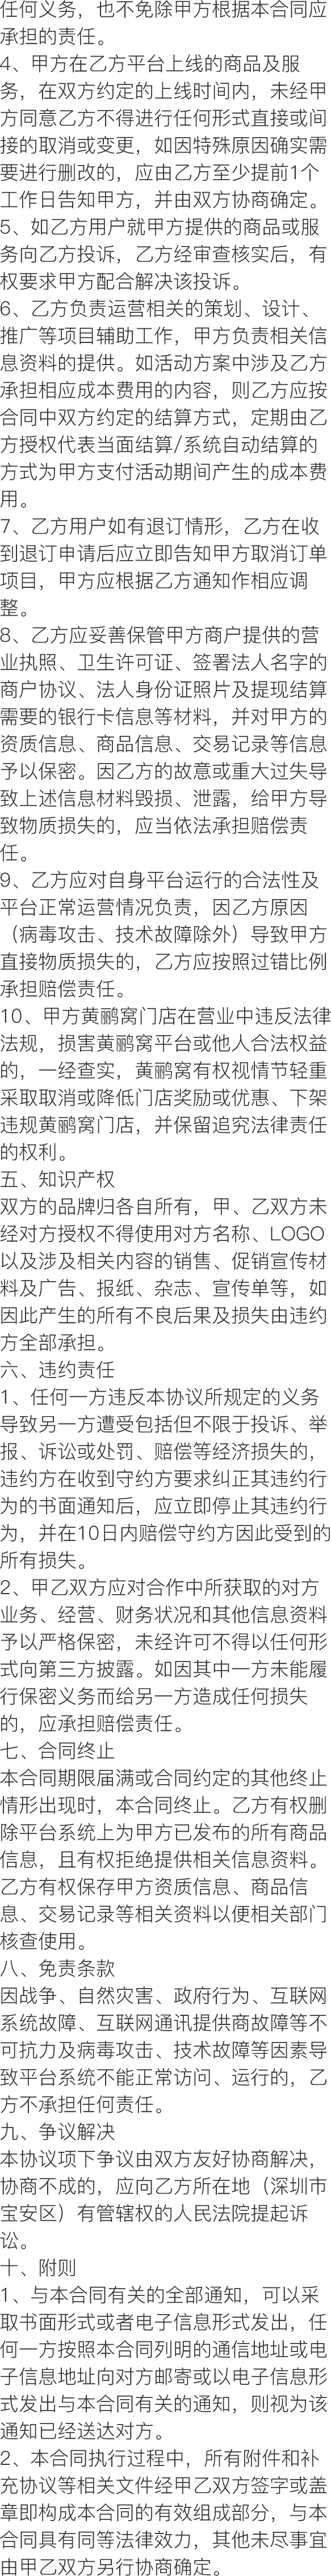 任何义务，也不免除甲方根据本合同应
承担的责任。
4、甲方在乙方平台上线的商品及服
务，在双方约定的上线时间内，未经甲
方同意乙方不得进行任何形式直接或间
接的取消或变更，如因特殊原因确实需
要进行删改的，应由乙方至少提前1个
工作日告知甲方，并由双方协商确定。
5、如乙方用户就甲方提供的商品或服
务向乙方投诉，乙方经审查核实后，有
权要求甲方配合解决该投诉。
6、乙方负责运营相关的策划、设计、
推广等项目辅助工作，甲方负责相关信
息资料的提供。如活动方案中涉及乙方
承担相应成本费用的内容，则乙方应按
合同中双方约定的结算方式，定期由乙
方授权代表当面结算/系统自动结算的
方式为甲方支付活动期间产生的成本费
用。
7、乙方用户如有退订情形，乙方在收
到退订申请后应立即告知甲方取消订单
项目，甲方应根据乙方通知作相应调
整。
8、乙方应妥善保管甲方商户提供的营
业执照、卫生许可证、签署法人名字的
商户协议、法人身份证照片及提现结算
需要的银行卡信息等材料，并对甲方的
资质信息、商品信息、交易记录等信息
予以保密。因乙方的故意或重大过失导
致上述信息材料毁损、泄露，给甲方导
致物质损失的，应当依法承担赔偿责
任。
9、乙方应对自身平台运行的合法性及
平台正常运营情况负责，因乙方原因
（病毒攻击、技术故障除外）导致甲方
直接物质损失的，乙方应按照过错比例
承担赔偿责任。
10、甲方黄鹂窝门店在营业中违反法律
法规，损害黄鹂窝平台或他人合法权益
的，一经查实，黄鹂窝有权视情节轻重
采取取消或降低门店奖励或优惠、下架
违规黄鹂窝门店，并保留追究法律责任
的权利。
五、知识产权
双方的品牌归各自所有，甲、乙双方未
经对方授权不得使用对方名称、LOGO
以及涉及相关内容的销售、促销宣传材
料及广告、报纸、杂志、宣传单等，如
因此产生的所有不良后果及损失由违约
方全部承担。
六、违约责任
1、任何一方违反本协议所规定的义务
导致另一方遭受包括但不限于投诉、举
报、诉讼或处罚、赔偿等经济损失的，
违约方在收到守约方要求纠正其违约行
为的书面通知后，应立即停止其违约行
为，并在10日内赔偿守约方因此受到的
所有损失。
2、甲乙双方应对合作中所获取的对方
业务、经营、财务状况和其他信息资料
予以严格保密，未经许可不得以任何形
式向第三方披露。如因其中一方未能履
行保密义务而给另一方造成任何损失
的，应承担赔偿责任。
七、合同终止
本合同期限届满或合同约定的其他终止
情形出现时，本合同终止。乙方有权删
除平台系统上为甲方已发布的所有商品
信息，且有权拒绝提供相关信息资料。
乙方有权保存甲方资质信息、商品信
息、交易记录等相关资料以便相关部门
核查使用。
八、免责条款
因战争、自然灾害、政府行为、互联网
系统故障、互联网通讯提供商故障等不
可抗力及病毒攻击、技术故障等因素导
致平台系统不能正常访问、运行的，乙
方不承担任何责任。
九、争议解决
本协议项下争议由双方友好协商解决，
协商不成的，应向乙方所在地（深圳市
宝安区）有管辖权的人民法院提起诉
讼。
十、附则
1、与本合同有关的全部通知，可以采
取书面形式或者电子信息形式发出，任
何一方按照本合同列明的通信地址或电
子信息地址向对方邮寄或以电子信息形
式发出与本合同有关的通知，则视为该
通知已经送达对方。
2、本合同执行过程中，所有附件和补
充协议等相关文件经甲乙双方签字或盖
章即构成本合同的有效组成部分，与本
合同具有同等法律效力，其他未尽事宜
由甲乙双方另行协商确定。